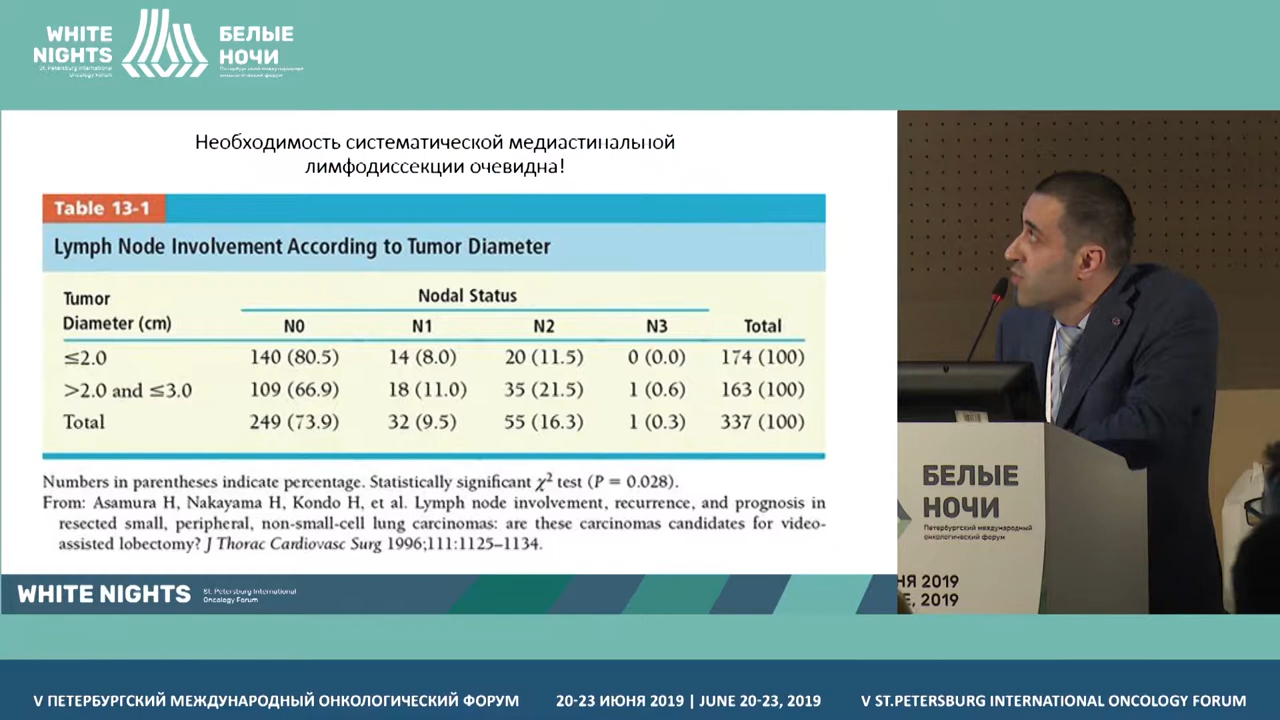 WHITE
NIGHTS
St. Petersburg International
Oncology Forum
БЕЛЫЕ
НОЧИ
Петербургский международный
онкологический форум
Необходимость систематической медиастинальной
лимфодиссекции очевидна!
Table 13-1
Lymph Node Involvement According to Tumor Diameter
Tumor
Diameter (cm)
Nodal Status
N0 N1 N2 N3 Total
≤2.0 140 (80.5) 14 (8.0) 20 (11.5) 0 (0.0) 174 (100)
>2.0 and ≤3.0 109 (66.9) 18 (11.0) 35 (21.5) 1 (0.6) 163 (100)
Total 249 (73.9) 32 (9.5) 55 (16.3) 1 (0.3) 337 (100)
Numbers in parentheses indicate percentage. Statistically significant χ² test (P = 0.028).
From: Asamura H, Nakayama H, Kondo H, et al. Lymph node involvement, recurrence, and prognosis in
resected small, peripheral, non-small-cell lung carcinomas: are these carcinomas candidates for video-
assisted lobectomy? J Thorac Cardiovasc Surg 1996;111:1125–1134.
WHITE NIGHTS
St. Petersburg International
Oncology Forum
БЕЛЫЕ
НОЧИ
Петербургский международный
онкологический форум
НЯ 2019
E, 2019
V ПЕТЕРБУРГСКИЙ МЕЖДУНАРОДНЫЙ ОНКОЛОГИЧЕСКИЙ ФОРУМ
20-23 ИЮНЯ 2019 | JUNE 20-23, 2019
V ST.PETERSBURG INTERNATIONAL ONCOLOGY FORUM